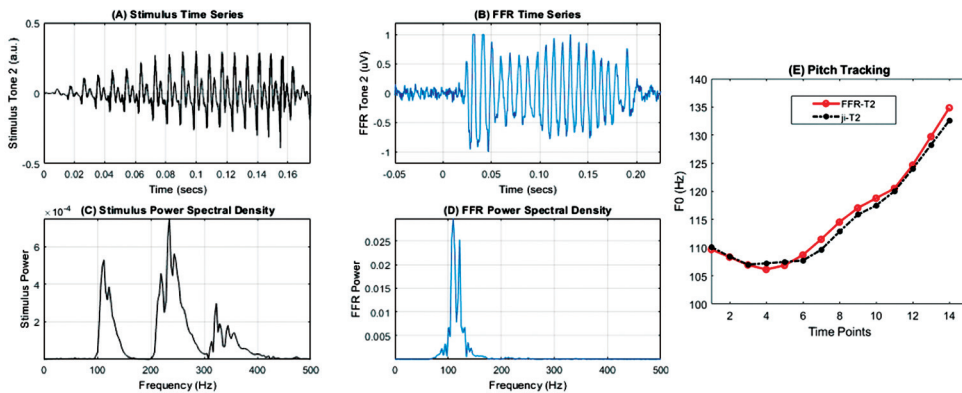 (A) Stimulus Time Series
Stimulus Tone 2 (a.u.)
0.5
0
-0.5
0 0.02 0.04 0.06 0.08 0.10 0.12 0.14 0.16
Time (secs)
(B) FFR Time Series
FFR Tone 2 (uV)
1
0.5
0
-0.5
-1
-0.05 0 0.05 0.10 0.15 0.20
Time (secs)
(C) Stimulus Power Spectral Density
× 10⁻⁴
Stimulus Power
6
4
2
0 100 200 300 400 500
Frequency (Hz)
(D) FFR Power Spectral Density
FFR Power
0.025
0.02
0.015
0.01
0.005
0 100 200 300 400 500
Frequency (Hz)
(E) Pitch Tracking
FFR-T2
ji-T2
F0 (Hz)
140
135
130
125
120
115
110
105
100
2 4 6 8 10 12 14
Time Points